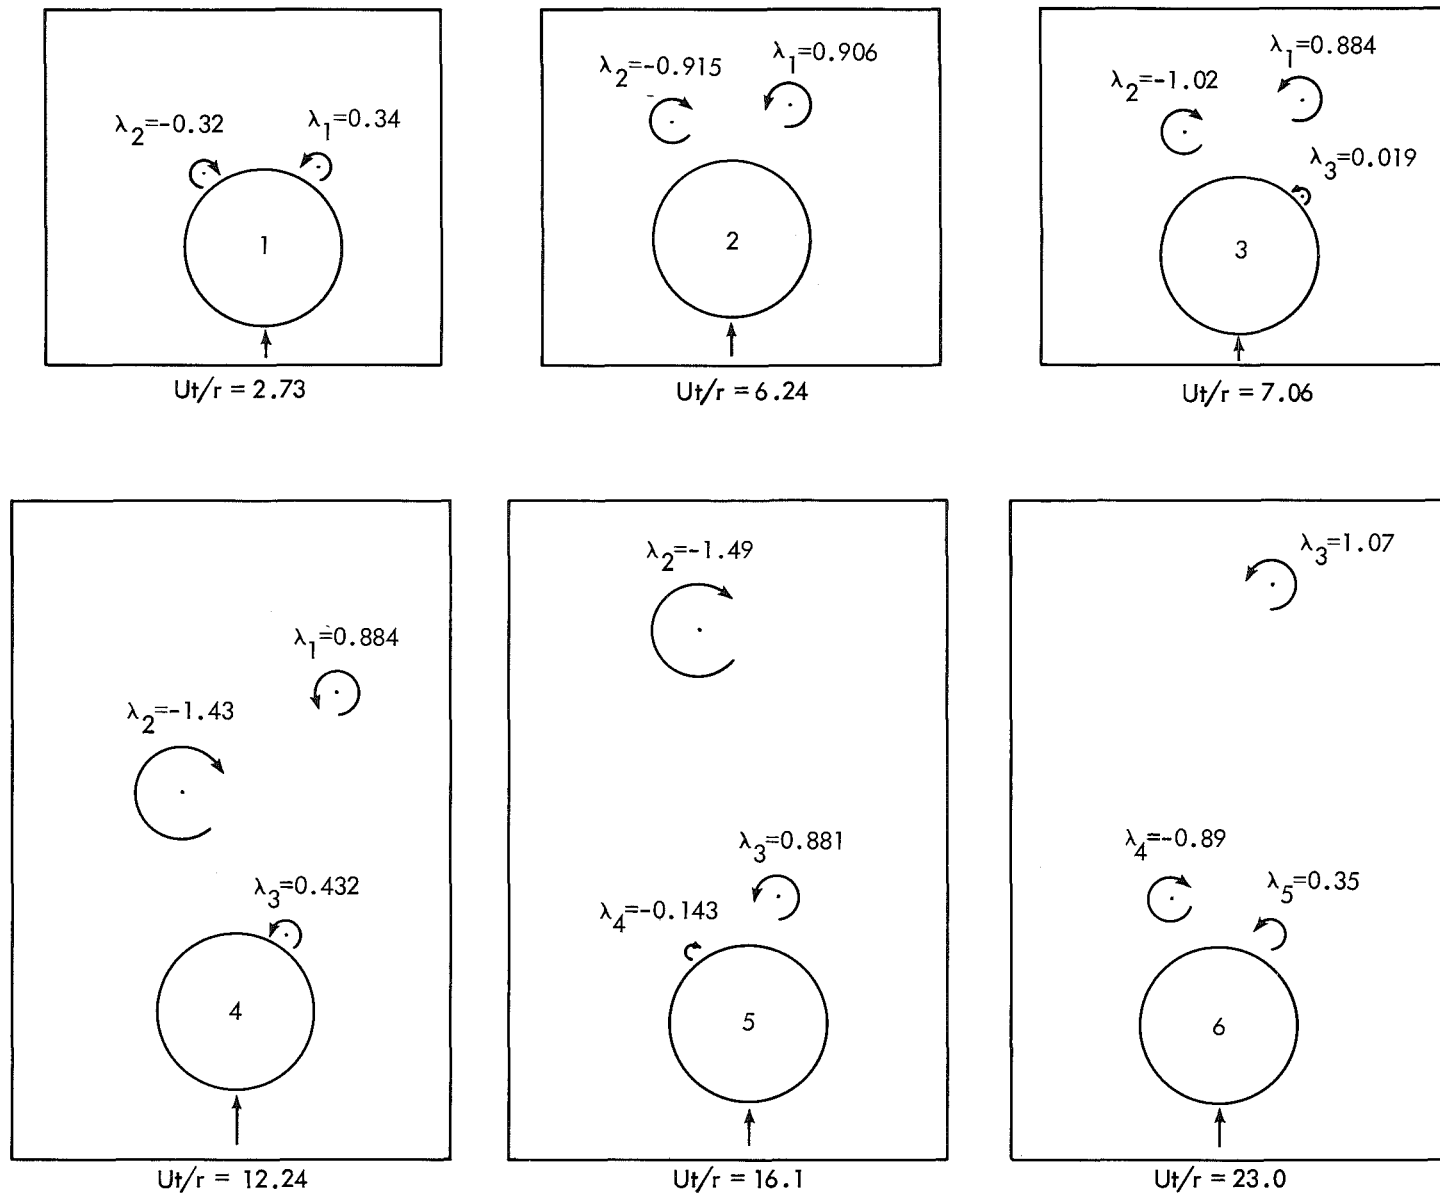 λ2=-0.32
λ1=0.34
1
Ut/r = 2.73
λ2=-0.915
λ1=0.906
2
Ut/r = 6.24
λ2=-1.02
λ1=0.884
λ3=0.019
3
Ut/r = 7.06
λ1=0.884
λ2=-1.43
λ3=0.432
4
Ut/r = 12.24
λ2=-1.49
λ3=0.881
λ4=-0.143
5
Ut/r = 16.1
λ3=1.07
λ4=-0.89
λ5=0.35
6
Ut/r = 23.0